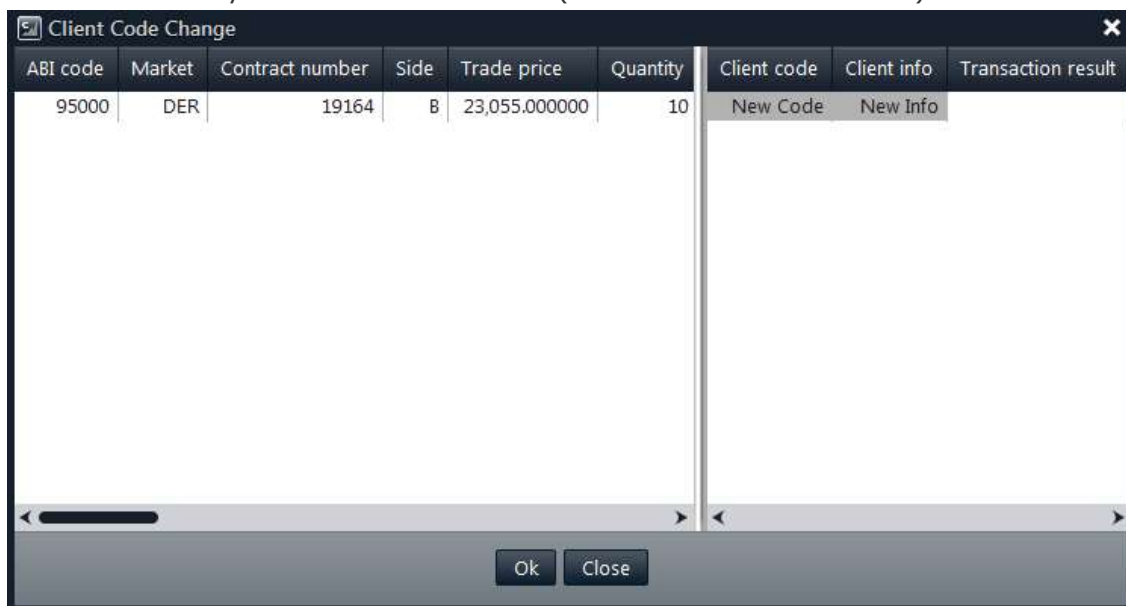 Client Code Change
ABI code Market Contract number Side Trade price Quantity Client code Client info Transaction result
95000 DER 19164 B 23,055.000000 10 New Code New Info
Ok Close